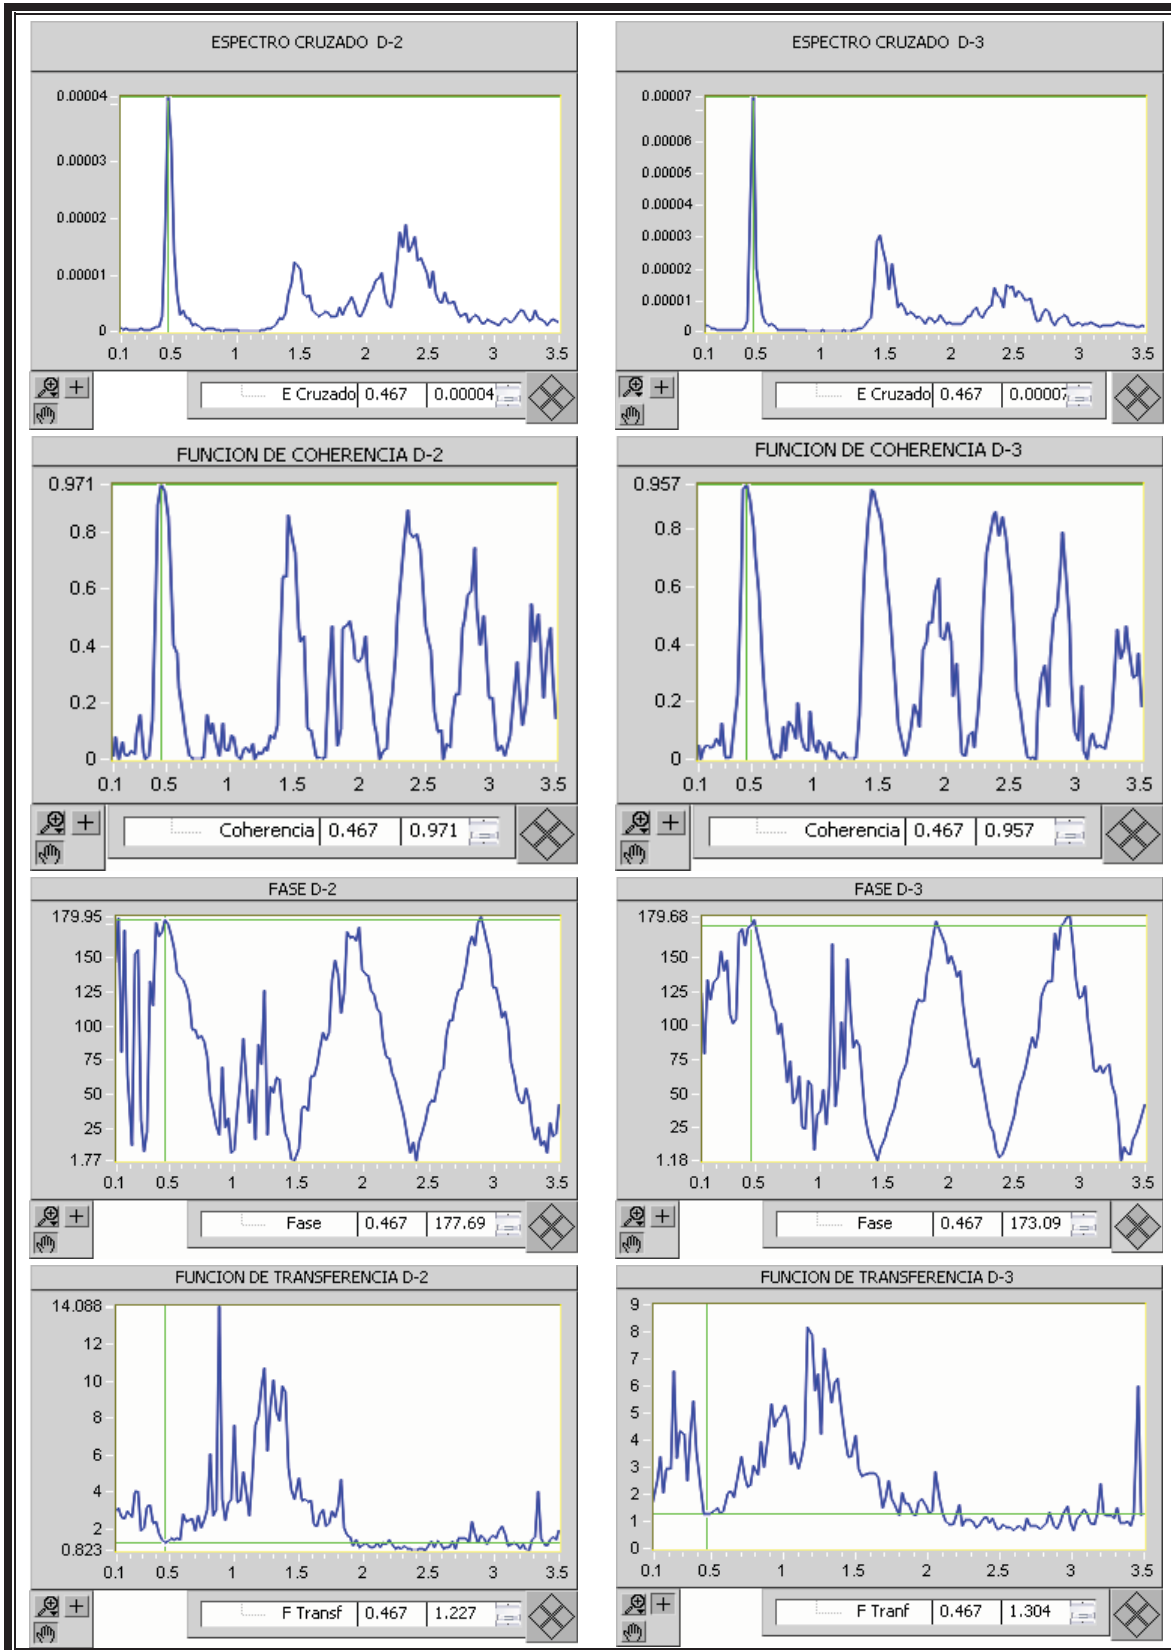 ESPECTRO CRUZADO D-2
0.00004
0.00003
0.00002
0.00001
0
0.1 0.5 1 1.5 2 2.5 3 3.5
E Cruzado 0.467 0.00004
ESPECTRO CRUZADO D-3
0.00007
0.00006
0.00005
0.00004
0.00003
0.00002
0.00001
0
0.1 0.5 1 1.5 2 2.5 3 3.5
E Cruzado 0.467 0.00007
FUNCION DE COHERENCIA D-2
0.971
0.8
0.6
0.4
0.2
0
0.1 0.5 1 1.5 2 2.5 3 3.5
Coherencia 0.467 0.971
FUNCION DE COHERENCIA D-3
0.957
0.8
0.6
0.4
0.2
0
0.1 0.5 1 1.5 2 2.5 3 3.5
Coherencia 0.467 0.957
FASE D-2
179.95
150
125
100
75
50
25
1.77
0.1 0.5 1 1.5 2 2.5 3 3.5
Fase 0.467 177.69
FASE D-3
179.68
150
125
100
75
50
25
1.18
0.1 0.5 1 1.5 2 2.5 3 3.5
Fase 0.467 173.09
FUNCION DE TRANSFERENCIA D-2
14.088
12
10
8
6
4
2
0.823
0.1 0.5 1 1.5 2 2.5 3 3.5
F Transf 0.467 1.227
FUNCION DE TRANSFERENCIA D-3
9
8
7
6
5
4
3
2
1
0
0.1 0.5 1 1.5 2 2.5 3 3.5
F Tranf 0.467 1.304